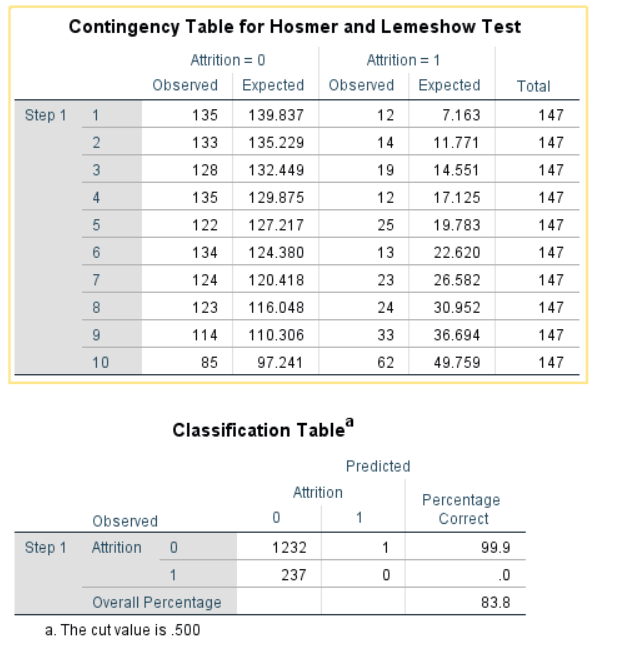 Contingency Table for Hosmer and Lemeshow Test
Attrition = 0 Attrition = 1
Observed Expected Observed Expected Total
Step 1 1 135 139.837 12 7.163 147
2 133 135.229 14 11.771 147
3 128 132.449 19 14.551 147
4 135 129.875 12 17.125 147
5 122 127.217 25 19.783 147
6 134 124.380 13 22.620 147
7 124 120.418 23 26.582 147
8 123 116.048 24 30.952 147
9 114 110.306 33 36.694 147
10 85 97.241 62 49.759 147
Classification Tableᵃ
Predicted
Attrition Percentage
Observed 0 1 Correct
Step 1 Attrition 0 1232 1 99.9
1 237 0 .0
Overall Percentage 83.8
a. The cut value is .500